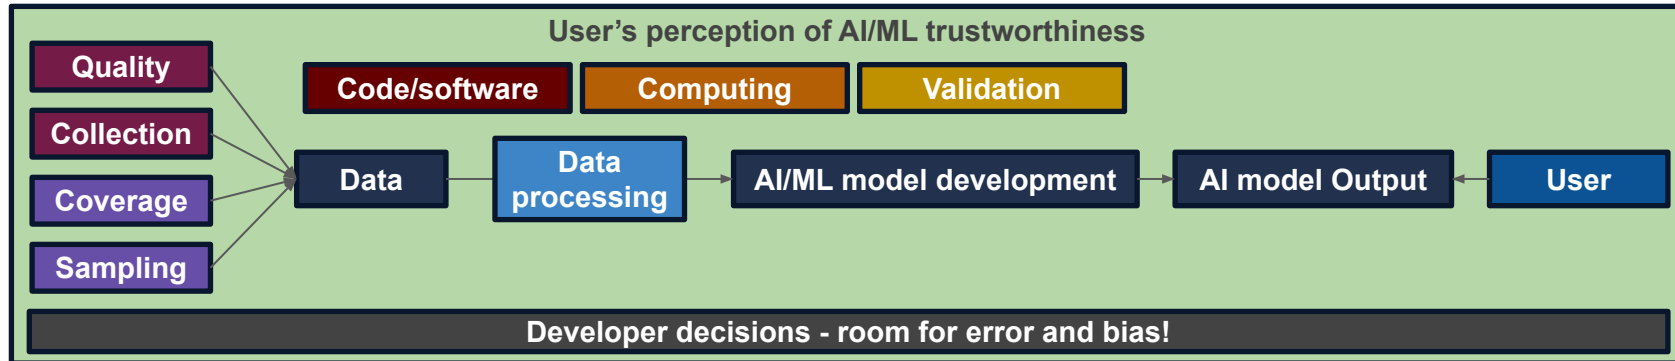 User’s perception of AI/ML trustworthiness
Quality
Collection
Coverage
Sampling
Code/software
Computing
Validation
Data
Data
processing
AI/ML model development
AI model Output
User
Developer decisions - room for error and bias!